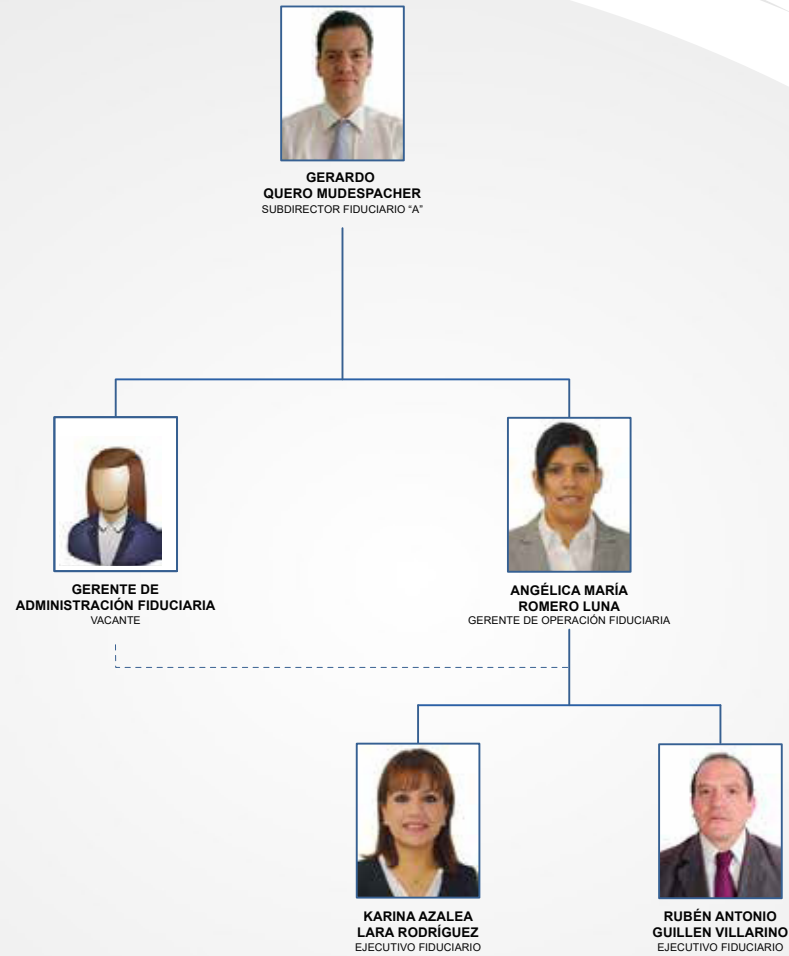 GERARDO
QUERO MUDESPACHER
SUBDIRECTOR FIDUCIARIO "A"
GERENTE DE
ADMINISTRACIÓN FIDUCIARIA
VACANTE
ANGÉLICA MARÍA
ROMERO LUNA
GERENTE DE OPERACIÓN FIDUCIARIA
KARINA AZALEA
LARA RODRÍGUEZ
EJECUTIVO FIDUCIARIO
RUBÉN ANTONIO
GUILLEN VILLARINO
EJECUTIVO FIDUCIARIO